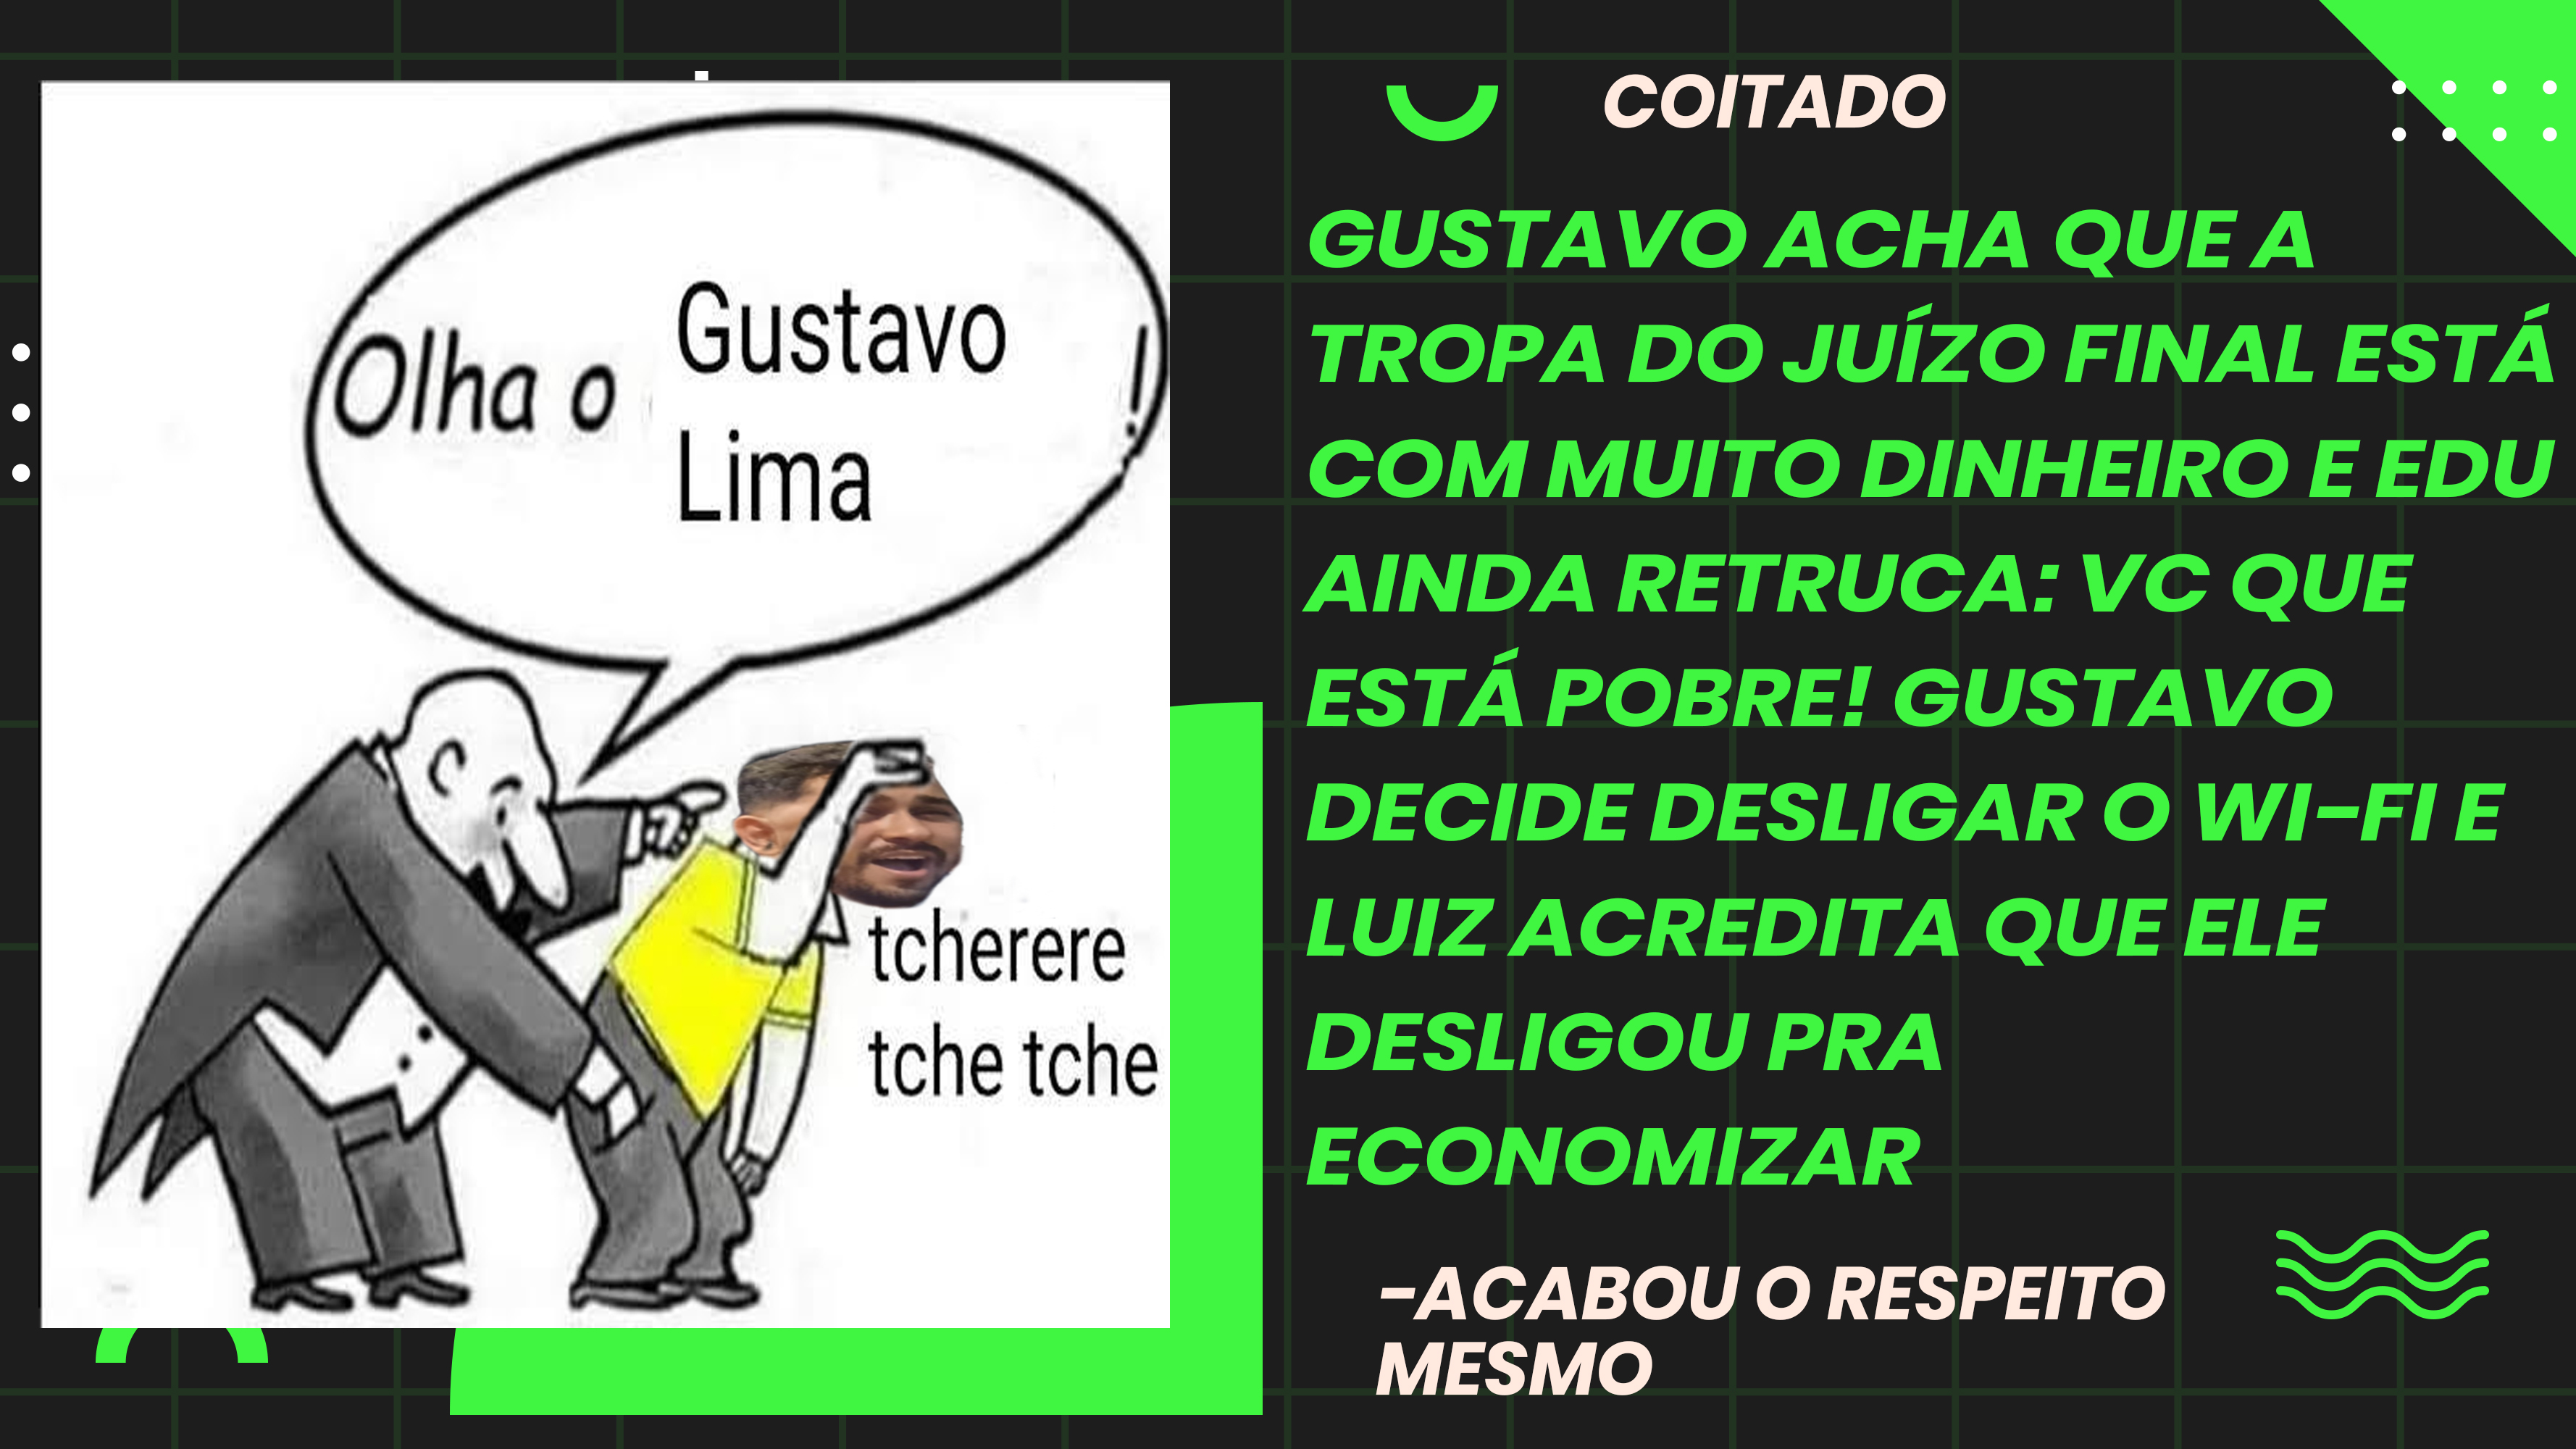 Olha o
Gustavo
Lima
!
tcherere
tche tche
COITADO
GUSTAVO ACHA QUE A
TROPA DO JUÍZO FINAL ESTÁ
COM MUITO DINHEIRO E EDU
AINDA RETRUCA: VC QUE
ESTÁ POBRE! GUSTAVO
DECIDE DESLIGAR O WI-FI E
LUIZ ACREDITA QUE ELE
DESLIGOU PRA
ECONOMIZAR
-ACABOU O RESPEITO
MESMO